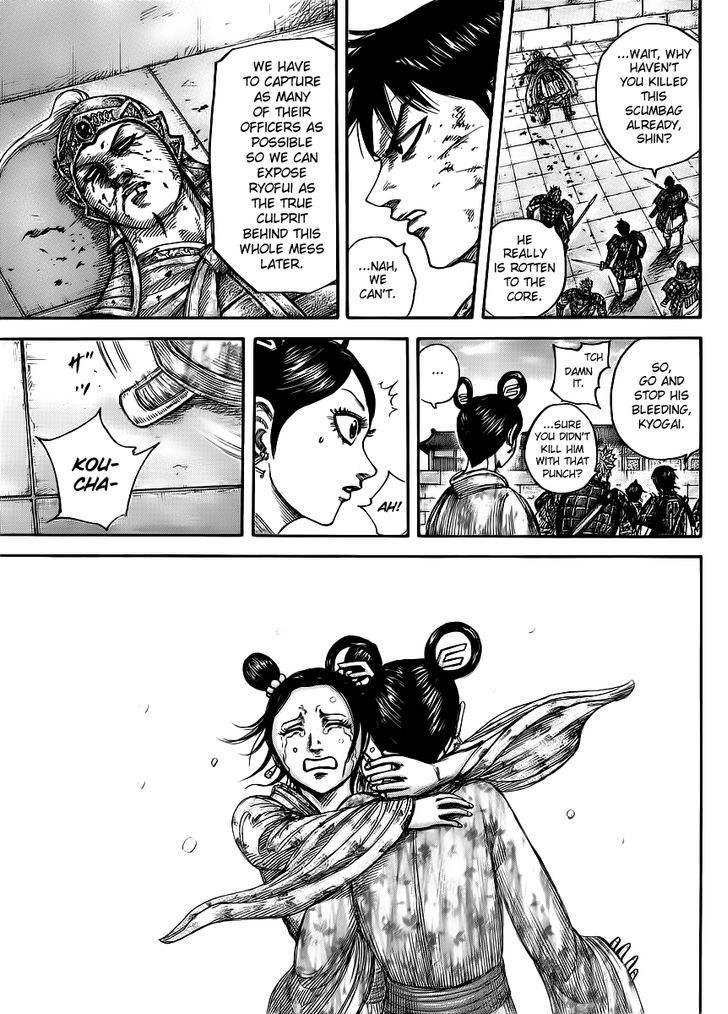 ...WAIT, WHY
HAVEN'T
YOU KILLED
THIS
SCUMBAG
ALREADY,
SHIN?
HE
REALLY
IS ROTTEN
TO THE
CORE.
...NAH,
WE
CAN'T.
WE HAVE
TO CAPTURE
AS MANY
OF THEIR
OFFICERS AS
POSSIBLE
SO WE CAN
EXPOSE
RYOFUI AS
THE TRUE
CULPRIT
BEHIND THIS
WHOLE MESS
LATER.
SO,
GO AND
STOP HIS
BLEEDING,
KYOGAI.
TCH
DAMN
IT.
...SURE
YOU DIDN'T
KILL HIM
WITH THAT
PUNCH?
...
AH!
ザッ
KOU-
CHA-